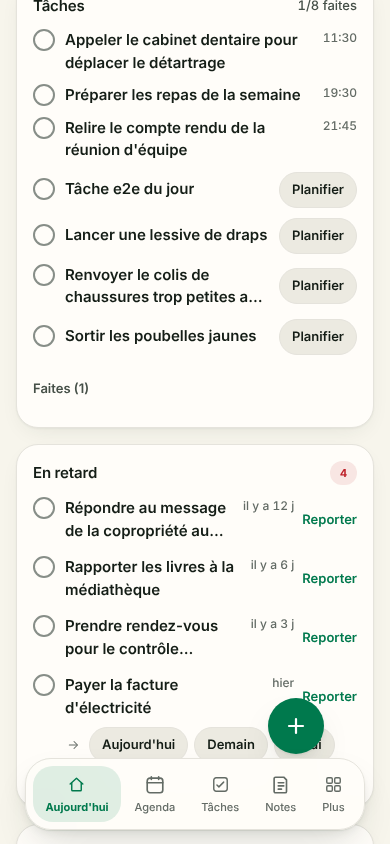 Tâches 1/8 faites
Appeler le cabinet dentaire pour 11:30
déplacer le détartrage
Préparer les repas de la semaine 19:30
Relire le compte rendu de la 21:45
réunion d'équipe
Tâche e2e du jour Planifier
Lancer une lessive de draps Planifier
Renvoyer le colis de
chaussures trop petites a... Planifier
Sortir les poubelles jaunes Planifier
Faites (1)
En retard 4
Répondre au message il y a 12 j
de la copropriété au... Reporter
Rapporter les livres à la il y a 6 j
médiathèque Reporter
Prendre rendez-vous il y a 3 j
pour le contrôle... Reporter
Payer la facture hier
d'électricité Reporter
→ Aujourd'hui Demain
Aujourd'hui Agenda Tâches Notes Plus